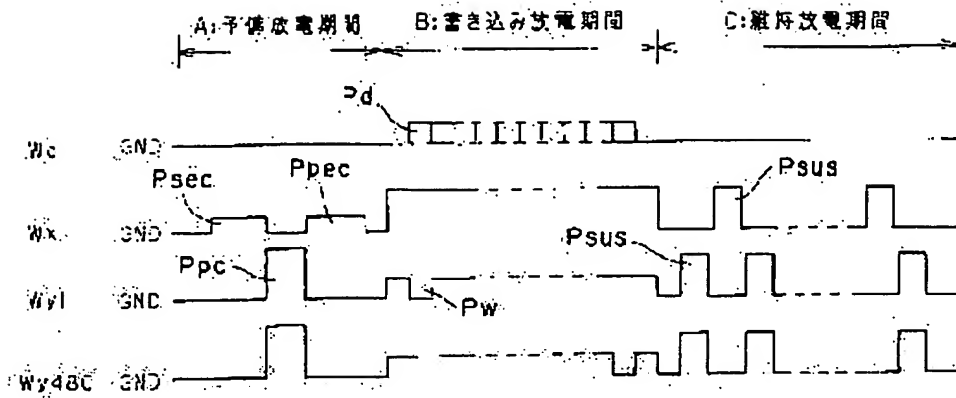 A:予備放電期間 B:書き込み放電期間 C:維持放電期間
Pd
Wc GND
Psec Ppec Psus
Wx GND
Ppc Psus
Wy1 GND Pw
Wy480 GND